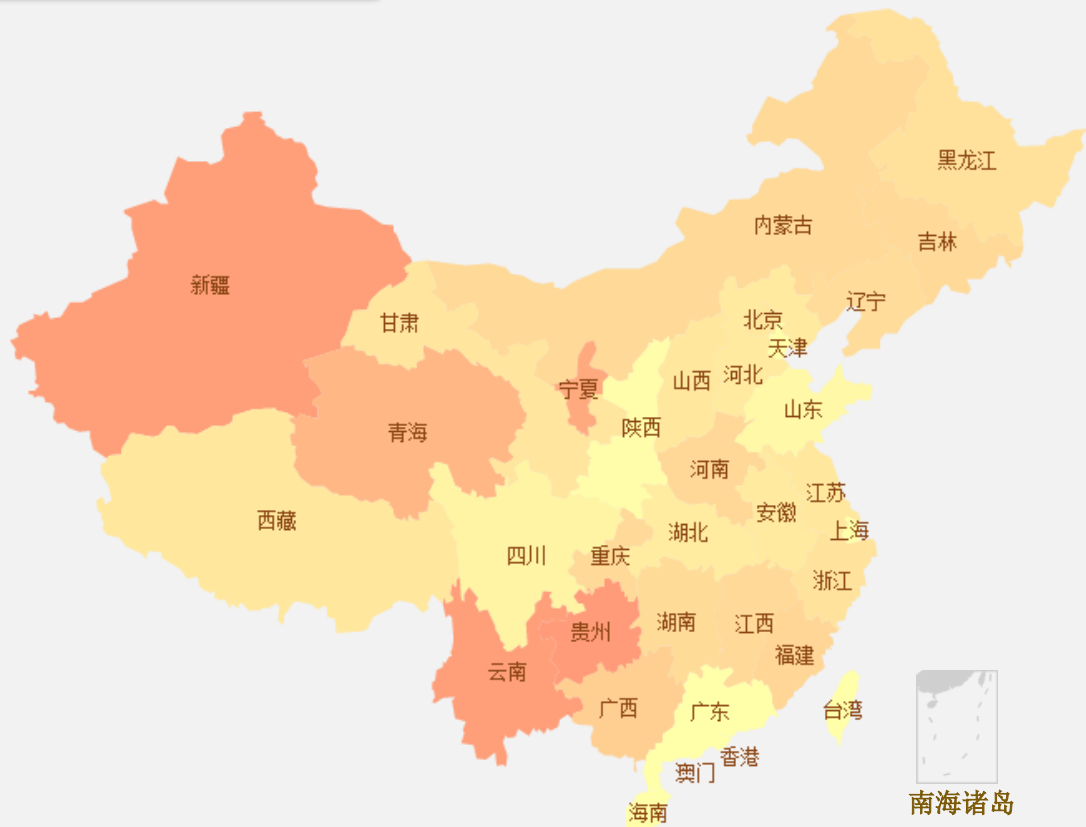 黑龙江
内蒙古
吉林
新疆
辽宁
北京
甘肃
天津
河北
山西
宁夏
山东
陕西
青海
河南
江苏
安徽
西藏
上海
湖北
四川
重庆
浙江
湖南
江西
贵州
福建
云南
广西
广东
台湾
香港
澳门
南海诸岛
海南